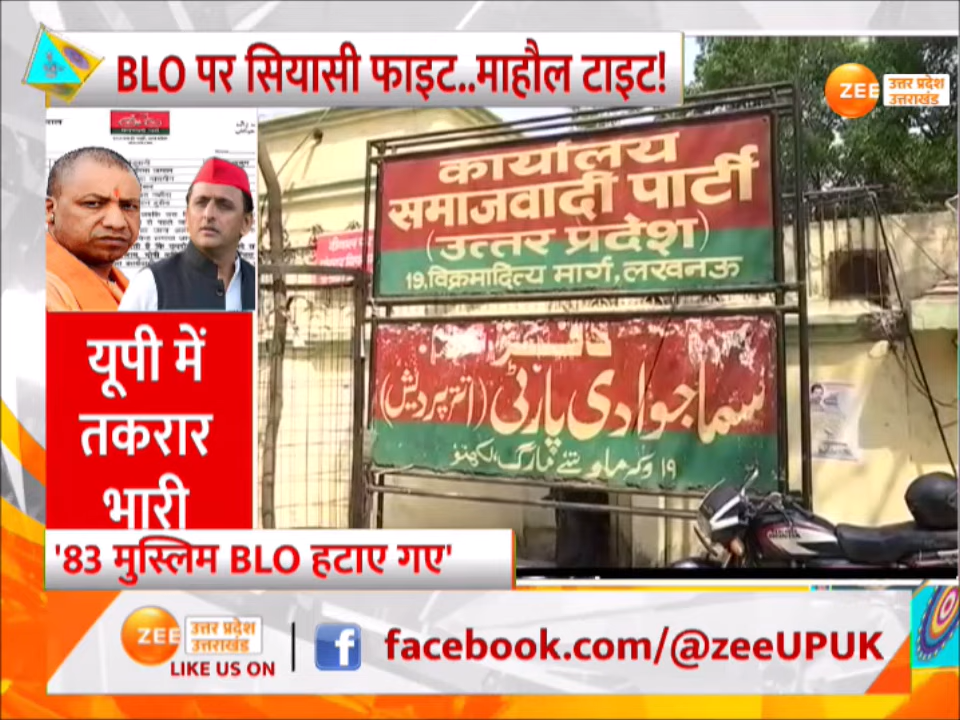 BLO पर सियासी फाइट..माहौल टाइट!
ZEE उत्तर प्रदेश
उत्तराखंड
कार्यालय
समाजवादी पार्टी
(उत्तर प्रदेश)
19,विक्रमादित्य मार्ग, लखनऊ
دفتر
سماجوادی پارٹی (اتر پردیش)
یूपी में
तकरार
भारी
'83 मुस्लिम BLO हटाए गए'
ZEE उत्तर प्रदेश
उत्तराखंड
LIKE US ON
facebook.com/@zeeUPUK